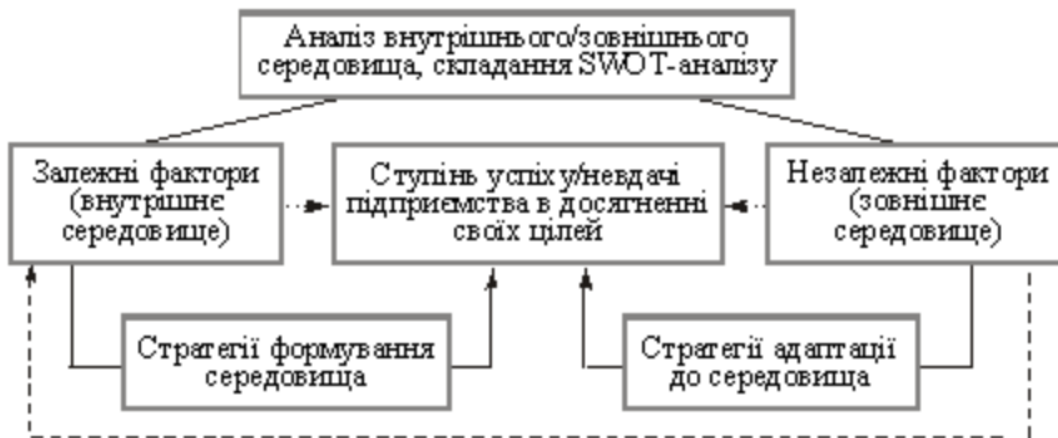 Аналіз внутрішнього/зовнішнього
середовища, складання SWOT-аналізу
Залежні фактори
(внутрішнє
середовище)
Ступінь успіху/невдачі
підприємства в досягненні
своїх цілей
Незалежні фактори
(зовнішнє
середовище)
Стратегії формування
середовища
Стратегії адаптації
до середовища